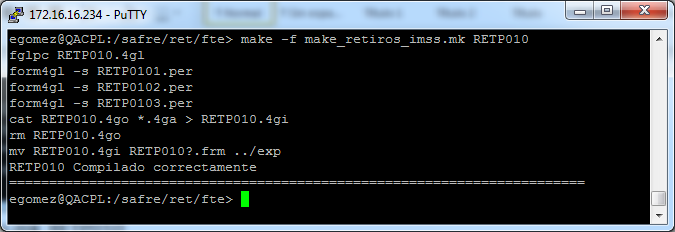 172.16.16.234 - PuTTY
egomez@QACPL:/safre/ret/fte> make -f make_retiros_imss.mk RETP010
fglpc RETP010.4gl
form4gl -s RETP0101.per
form4gl -s RETP0102.per
form4gl -s RETP0103.per
cat RETP010.4go *.4ga > RETP010.4gi
rm RETP010.4go
mv RETP010.4gi RETP010?.frm ../exp
RETP010 Compilado correctamente
========================================================================
egomez@QACPL:/safre/ret/fte>